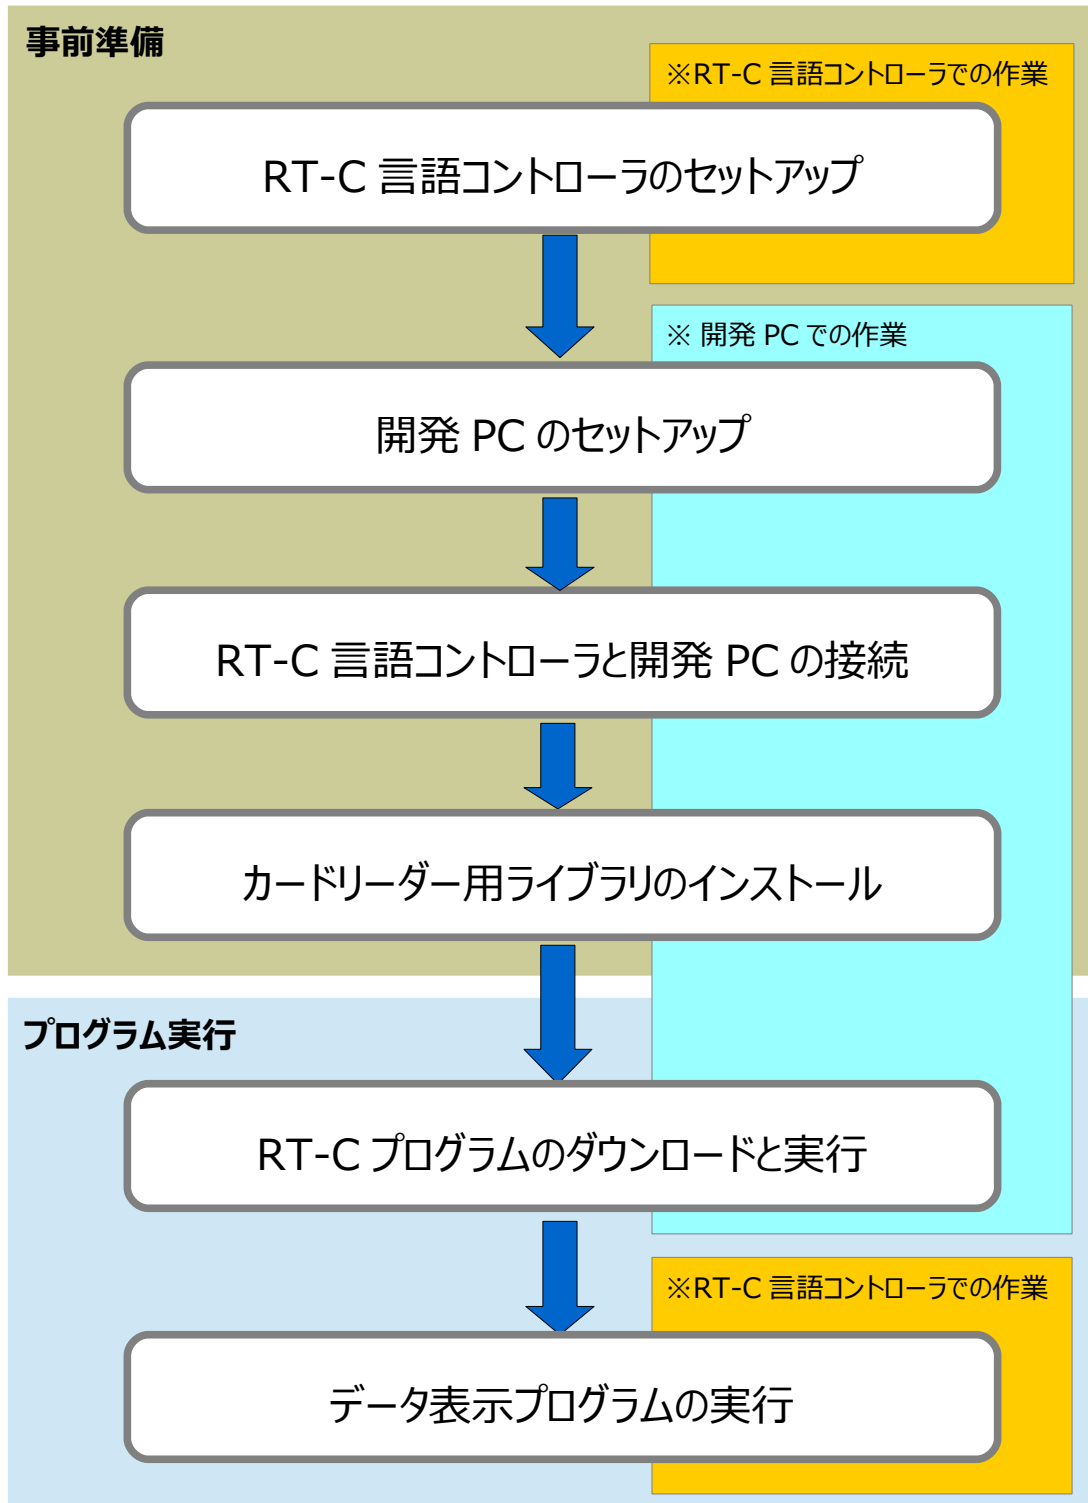 事前準備
※RT-C 言語コントローラでの作業
RT-C 言語コントローラのセットアップ
※ 開発 PC での作業
開発 PC のセットアップ
RT-C 言語コントローラと開発 PC の接続
カードリーダー用ライブラリのインストール
プログラム実行
RT-C プログラムのダウンロードと実行
※RT-C 言語コントローラでの作業
データ表示プログラムの実行